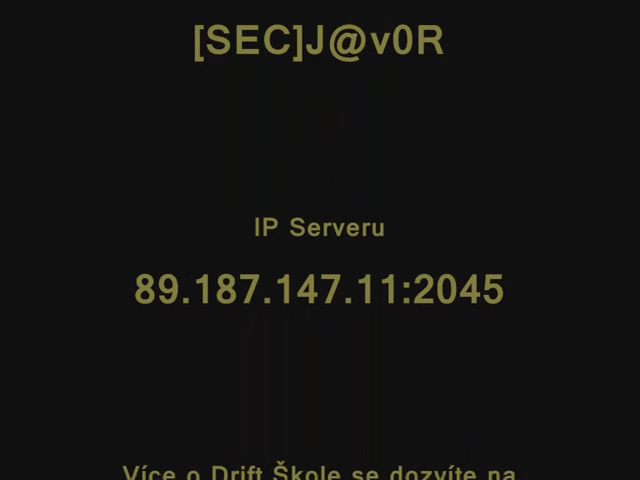 [SEC]J@v0R
IP Serveru
89.187.147.11:2045
Více o Drift Škole se dozvíte na